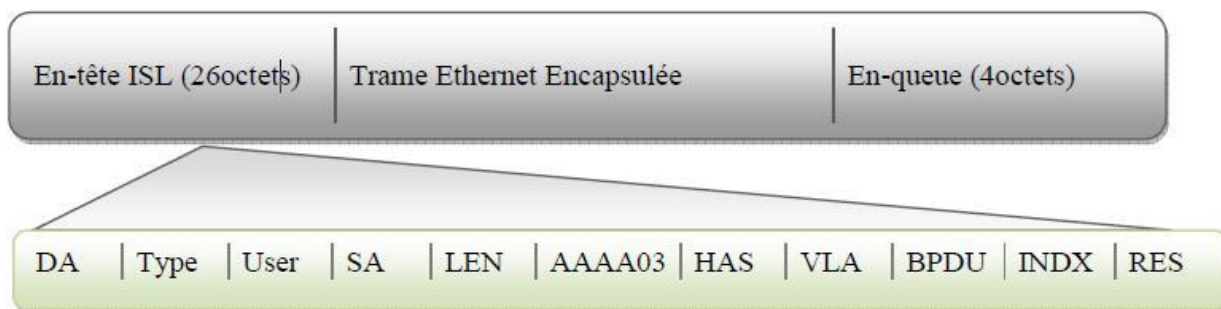 En-tête ISL (26octets) Trame Ethernet Encapsulée En-queue (4octets)
DA Type User SA LEN AAAA03 HAS VLA BPDU INDX RES